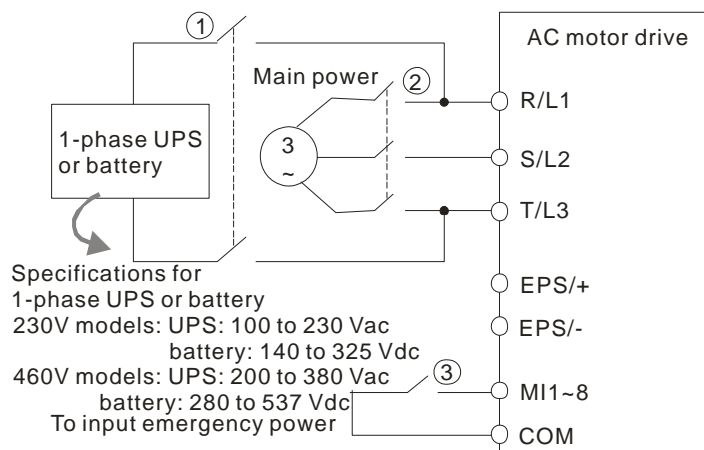 ①
AC motor drive
Main power
②
R/L1
1-phase UPS
or battery
3
~
S/L2
T/L3
Specifications for
1-phase UPS or battery
230V models: UPS: 100 to 230 Vac
battery: 140 to 325 Vdc
460V models: UPS: 200 to 380 Vac
battery: 280 to 537 Vdc
To input emergency power
EPS/+
EPS/-
③
MI1~8
COM